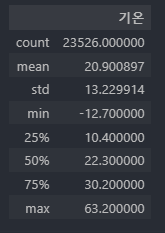 기온
count 23526.000000
mean 20.900897
std 13.229914
min -12.700000
25% 10.400000
50% 22.300000
75% 30.200000
max 63.200000